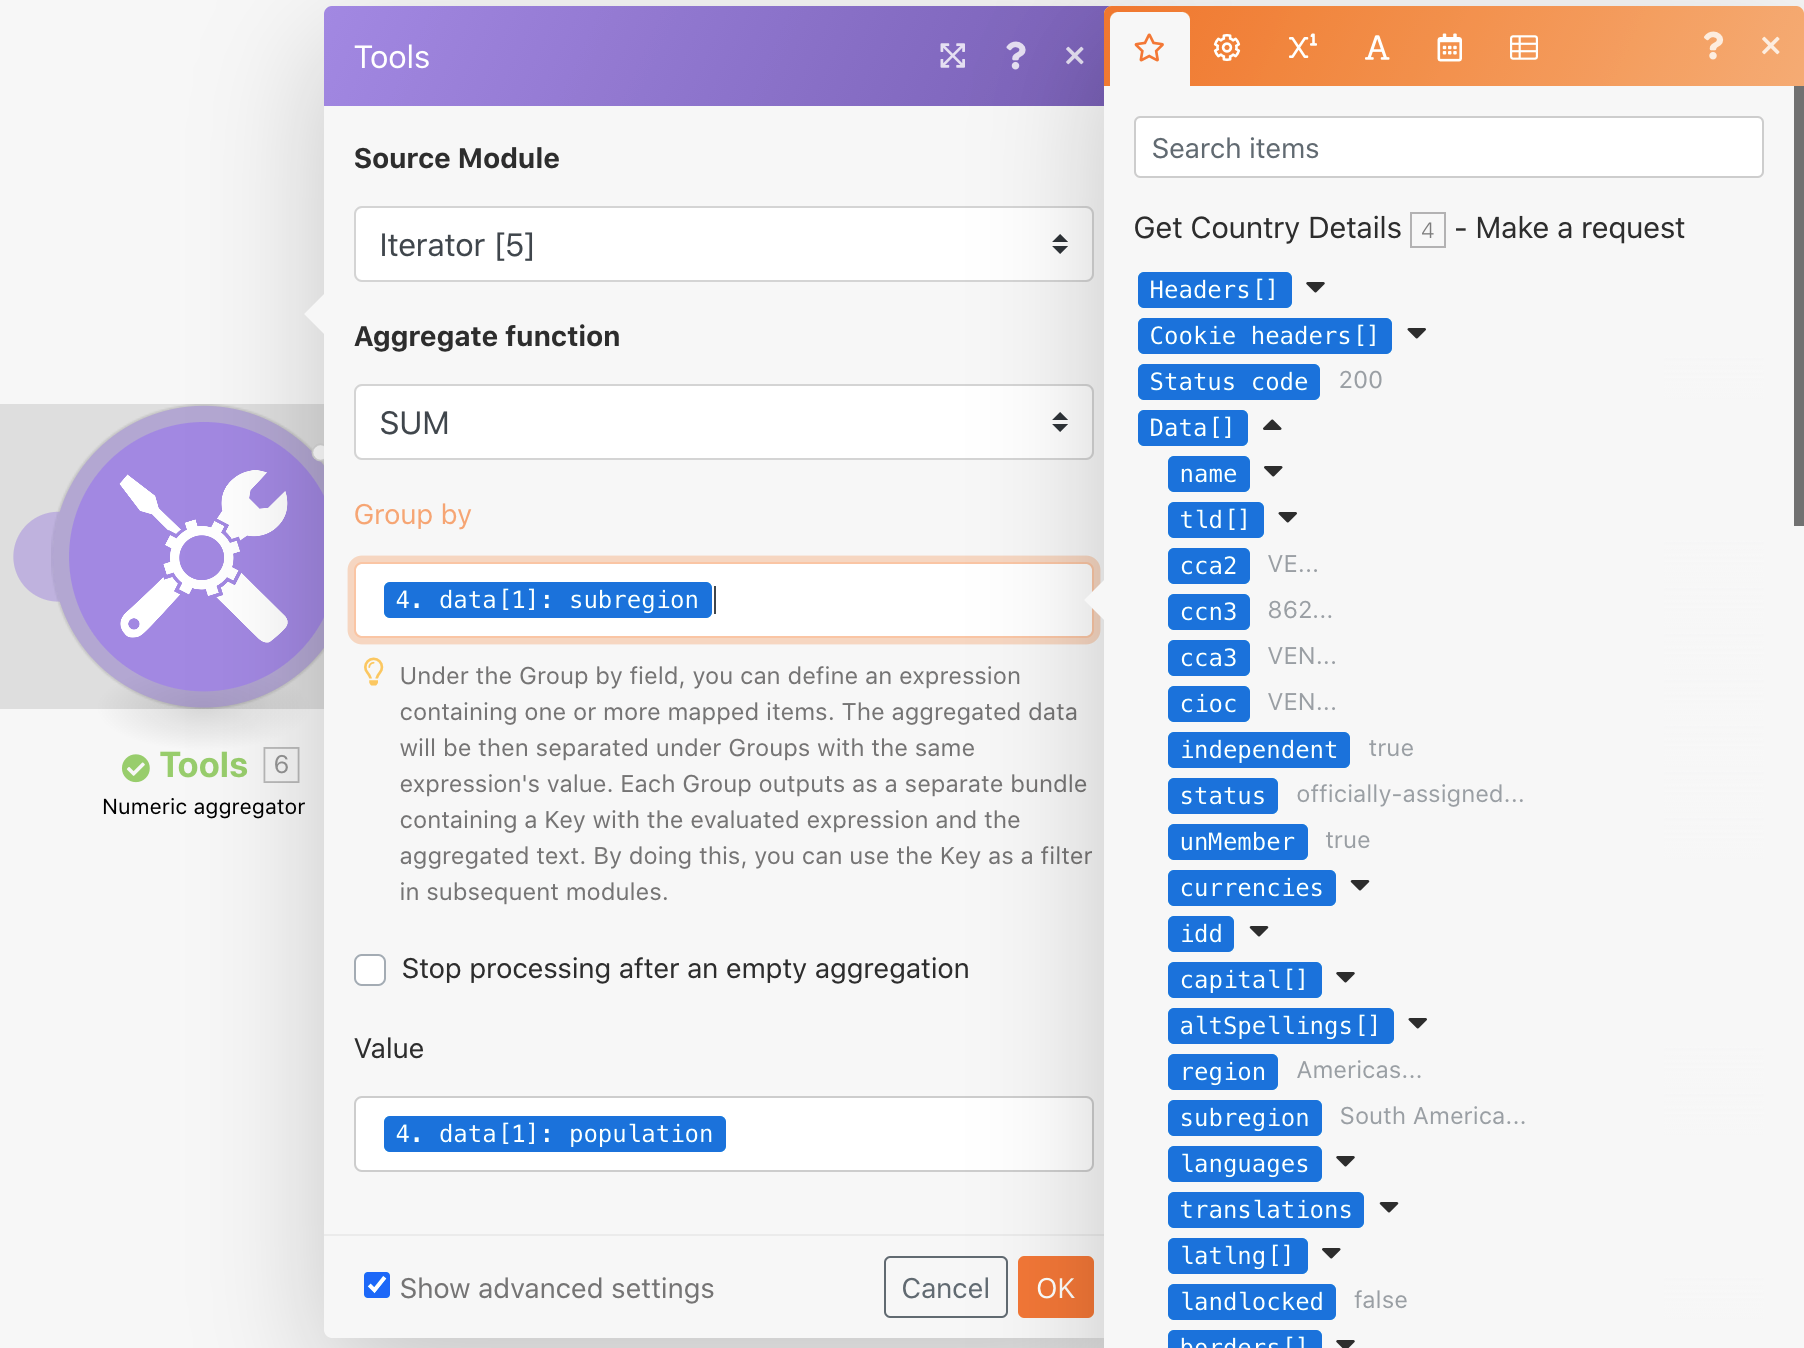 Tools
Source Module
Iterator [5]
Aggregate function
SUM
Group by
4. data[1]: subregion
Under the Group by field, you can define an expression
containing one or more mapped items. The aggregated data
will be then separated under Groups with the same
expression's value. Each Group outputs as a separate bundle
containing a Key with the evaluated expression and the
aggregated text. By doing this, you can use the Key as a filter
in subsequent modules.
Stop processing after an empty aggregation
Value
4. data[1]: population
Show advanced settings
Cancel
OK
Tools 6
Numeric aggregator
Search items
Get Country Details 4 - Make a request
Headers[]
Cookie headers[]
Status code 200
Data[]
name
tld[]
cca2 VE...
ccn3 862...
cca3 VEN...
cioc VEN...
independent true
status officially-assigned...
unMember true
currencies
idd
capital[]
altSpellings[]
region Americas...
subregion South America...
languages
translations
latlng[]
landlocked false
borders[]